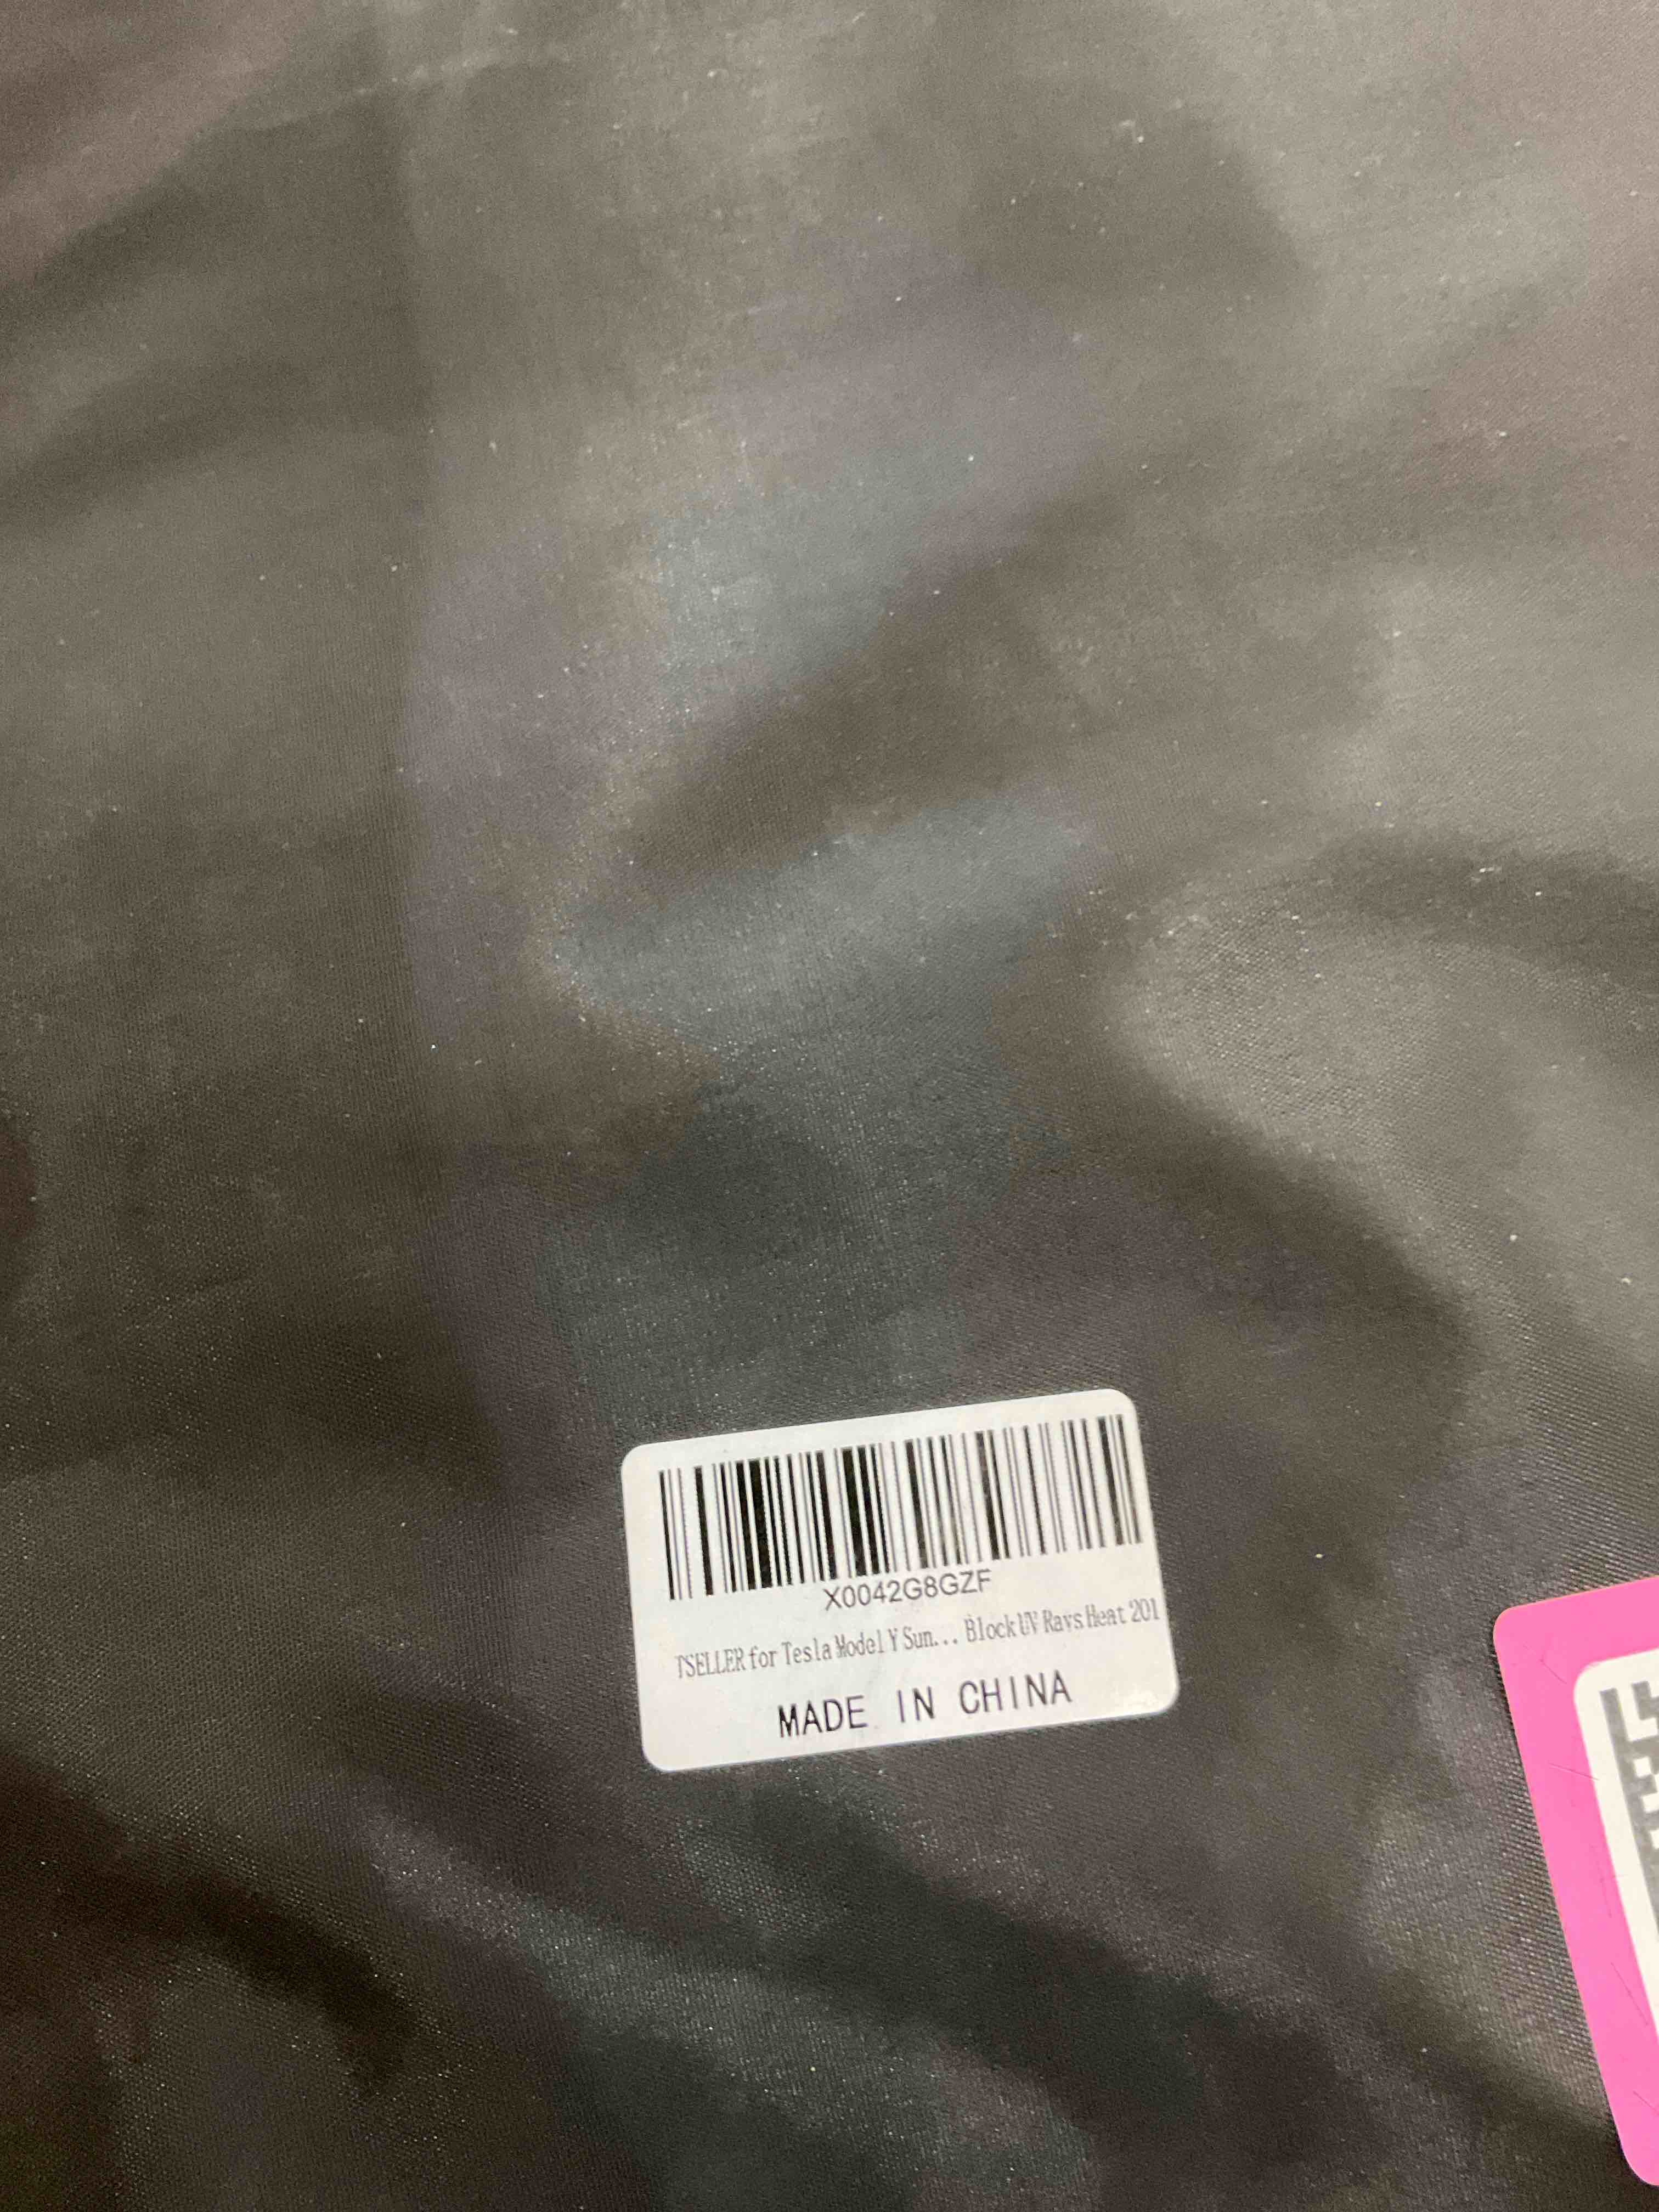 X0042G8GZF
TSELLER for Tesla Model Y Sun... Block UV Rays Heat 201
MADE IN CHINA